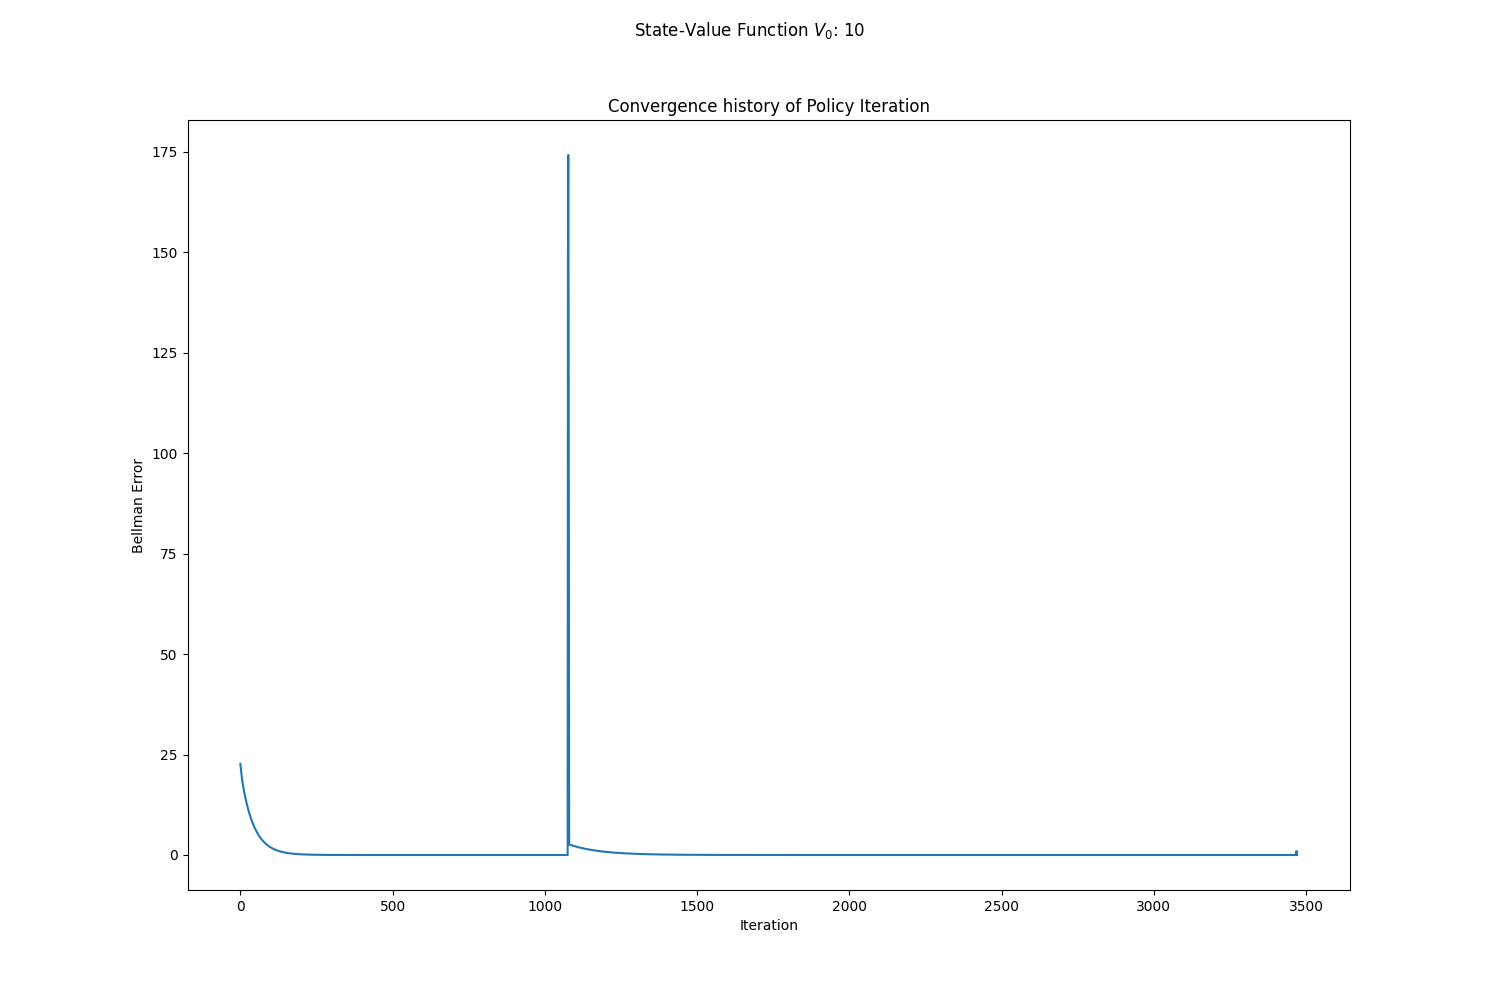 State-Value Function $V_0$: 10
Convergence history of Policy Iteration
175
150
125
100
75
50
25
0
Bellman Error
0 500 1000 1500 2000 2500 3000 3500
Iteration